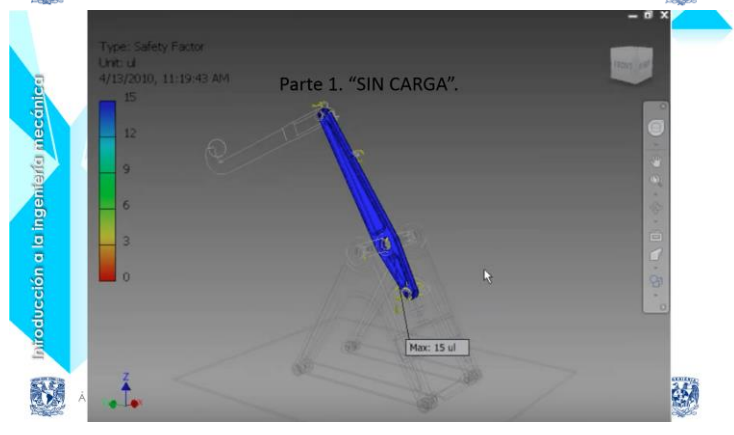 Type: Safety Factor
Unit: ul
4/13/2010, 11:19:43 AM
Parte 1. “SIN CARGA”.
15
12
9
6
3
0
Max: 15 ul
Z
Introducción a la ingeniería mecánica